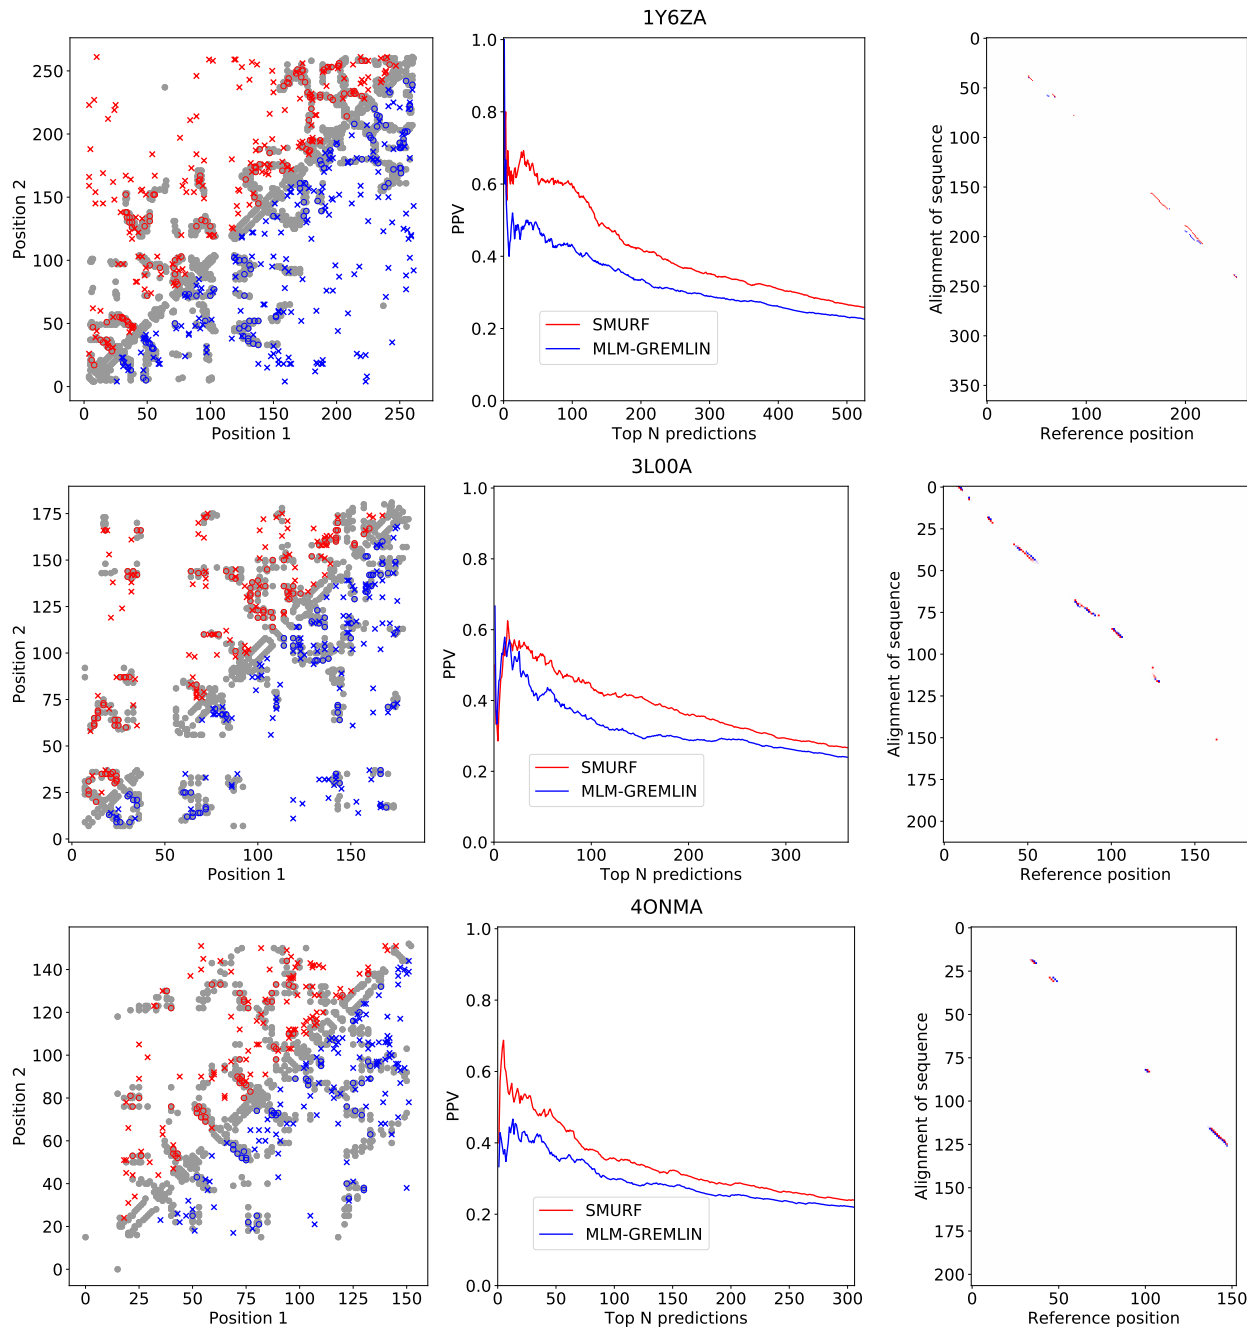 1Y6ZA
250
200
150
100
50
0
Position 2
0 50 100 150 200 250
Position 1
1.0
0.8
0.6
0.4
0.2
0.0
PPV
SMURF
MLM-GREMLIN
0 100 200 300 400 500
Top N predictions
0
50
100
150
200
250
300
350
Alignment of sequence
0 200
Reference position
3L00A
175
150
125
100
75
50
25
0
Position 2
0 50 100 150
Position 1
1.0
0.8
0.6
0.4
0.2
0.0
PPV
SMURF
MLM-GREMLIN
0 100 200 300
Top N predictions
0
25
50
75
100
125
150
175
200
Alignment of sequence
0 50 100 150
Reference position
4ONMA
140
120
100
80
60
40
20
0
Position 2
0 25 50 75 100 125 150
Position 1
1.0
0.8
0.6
0.4
0.2
0.0
PPV
SMURF
MLM-GREMLIN
0 50 100 150 200 250 300
Top N predictions
0
25
50
75
100
125
150
175
200
Alignment of sequence
0 50 100 150
Reference position